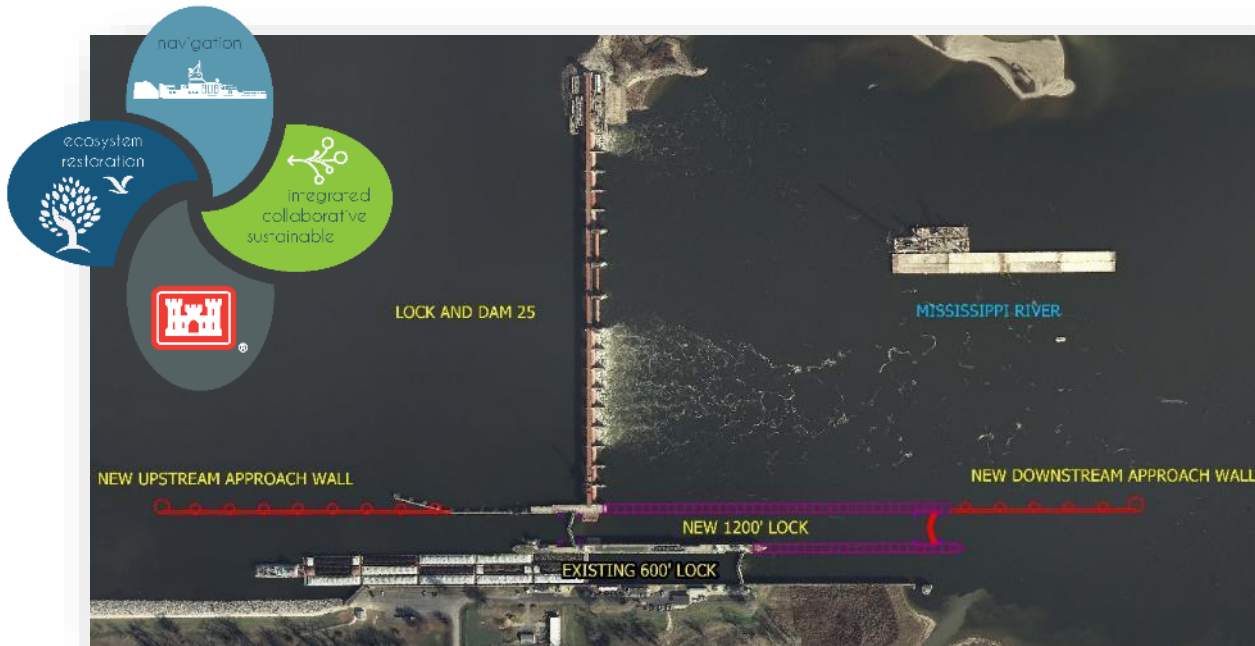 navigation
ecosystem
restoration
integrated
collaborative
sustainable
®
LOCK AND DAM 25
MISSISSIPPI RIVER
NEW UPSTREAM APPROACH WALL
NEW DOWNSTREAM APPROACH WALL
NEW 1200' LOCK
EXISTING 600' LOCK